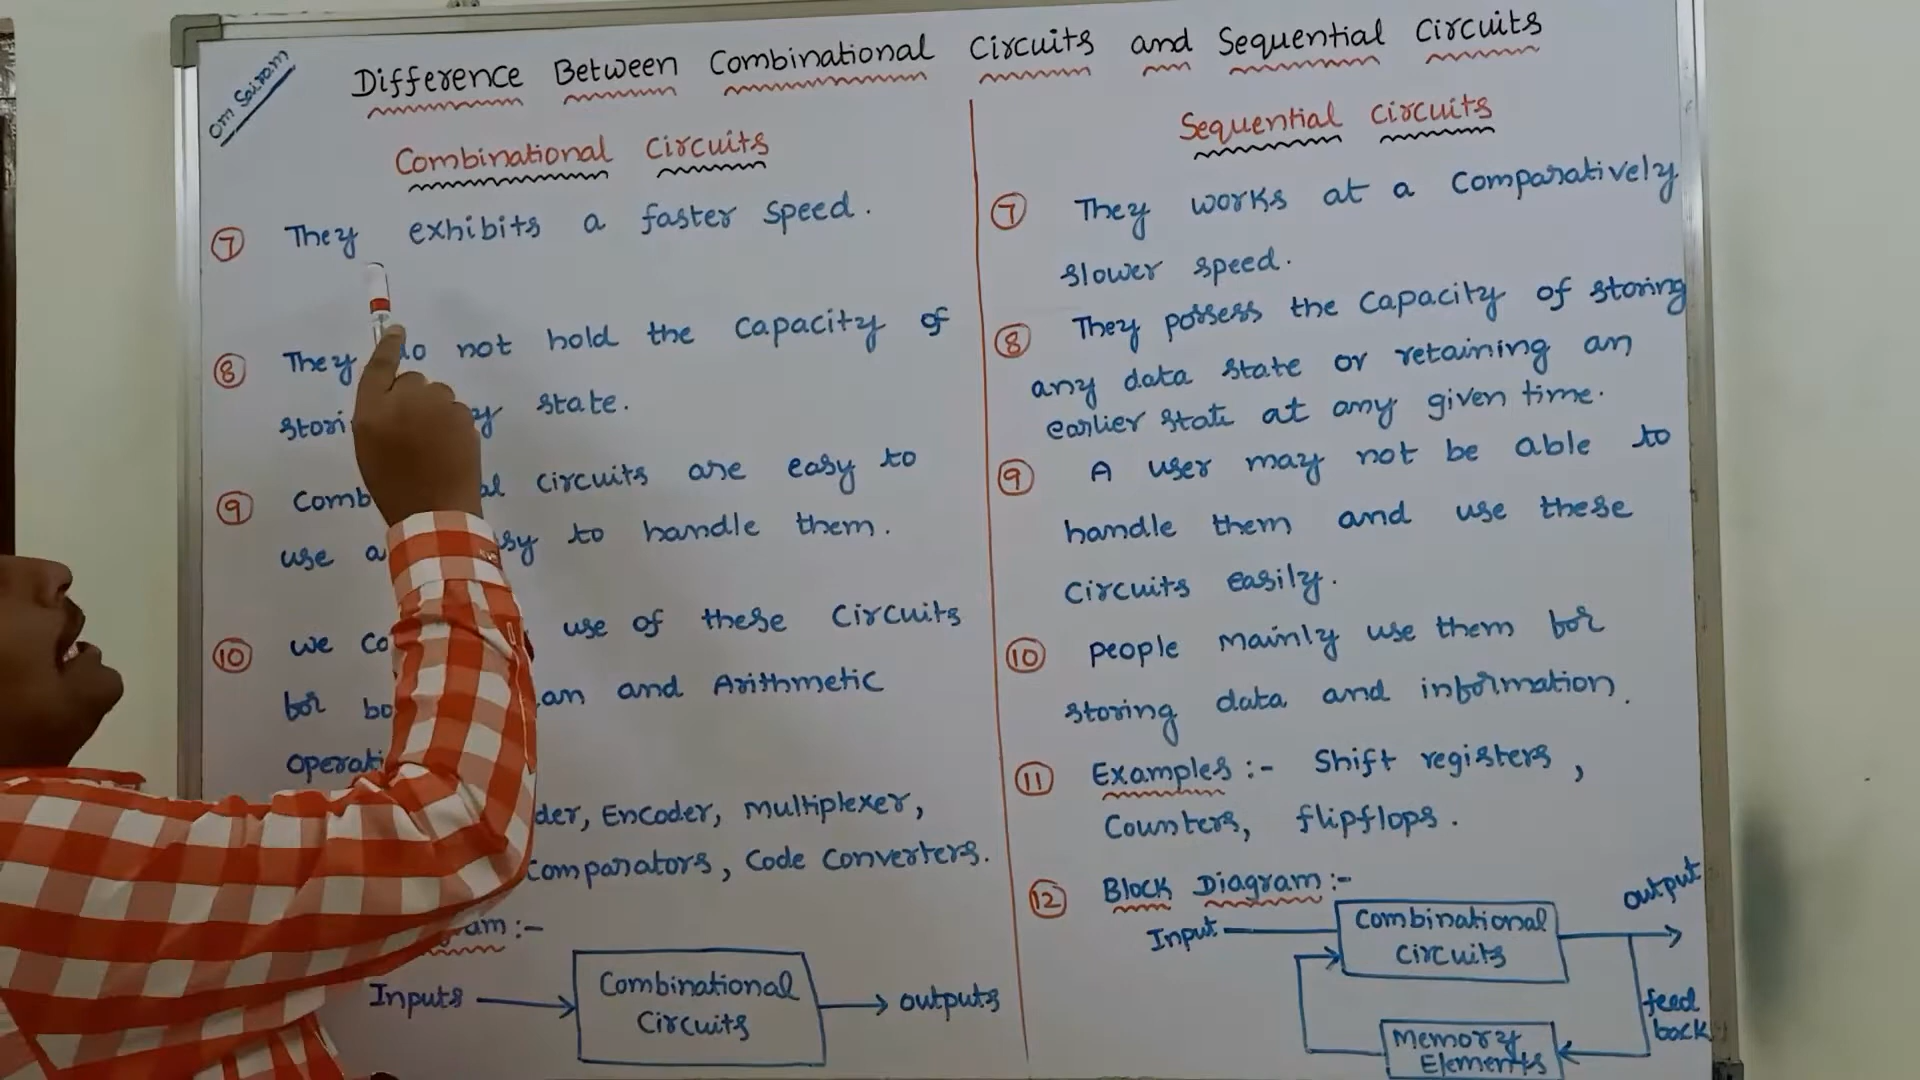 Om Sairam
Difference Between Combinational Circuits and Sequential Circuits
Combinational Circuits
7 They exhibits a faster speed.
8 They do not hold the capacity of
state.
9 circuits are easy to
use to handle them.
10 we use of these circuits
for and Arithmetic
Encoder, multiplexer,
Comparators, Code Converters.
:-
Inputs
Combinational
Circuits
outputs
Sequential Circuits
7 They works at a comparatively
slower speed.
8 They possess the capacity of storing
any data state or retaining an
earlier state at any given time.
9 A user may not be able to
handle them and use these
circuits easily.
10 people mainly use them for
storing data and information.
11 Examples :- Shift registers,
Counters, flipflops.
12 Block Diagram :-
Input
Combinational
Circuits
output
feed
back
Memory
Elements